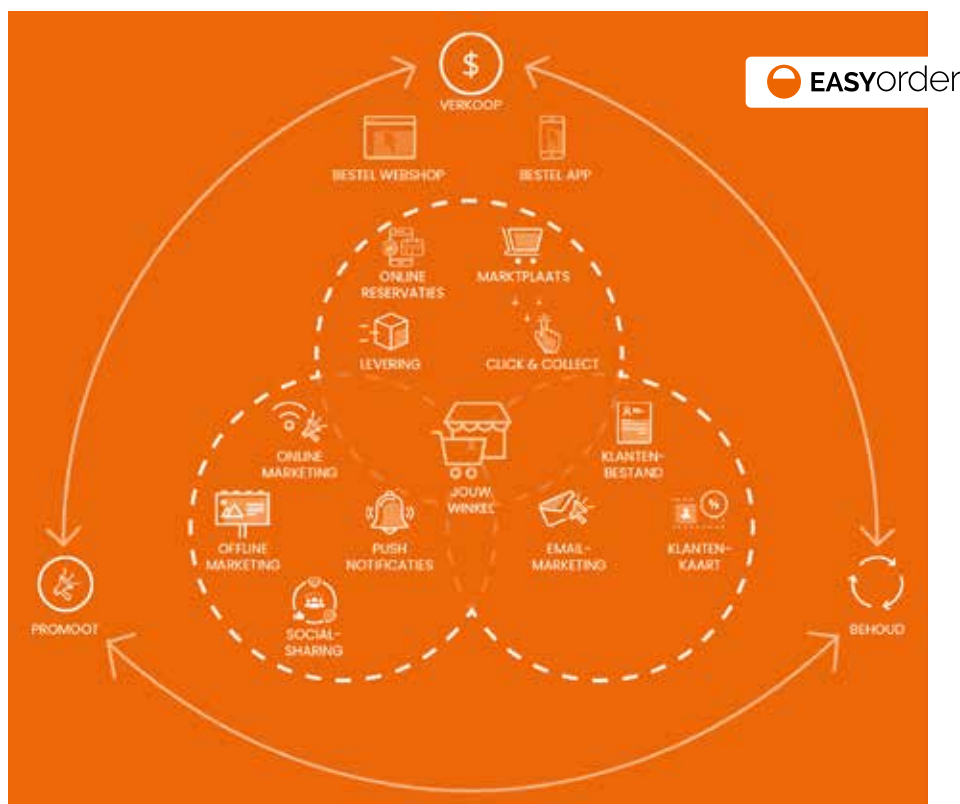 $
VERKOOP
EASYorder
BESTEL WEBSHOP
BESTEL APP
ONLINE
RESERVATIES
MARKTPLAATS
LEVERING
CLICK & COLLECT
ONLINE
MARKETING
JOUW
WINKEL
KLANTEN-
BESTAND
OFFLINE
MARKETING
PUSH
NOTIFICATIES
EMAIL-
MARKETING
%
KLANTEN-
KAART
PROMOOT
SOCIAL-
SHARING
BEHOUD